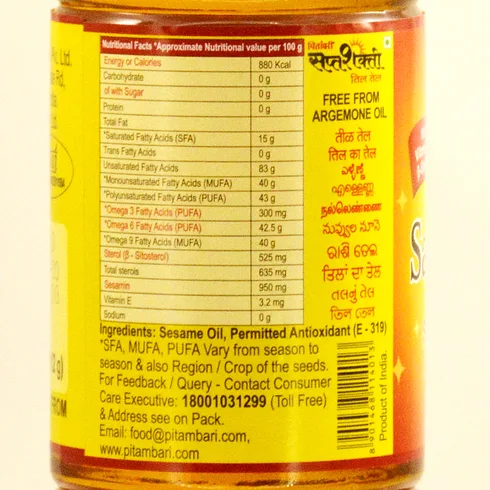 Nutritional Facts *Approximate Nutritional value per 100 g
Energy or Calories 880 Kcal
Carbohydrate 0 g
of with Sugar 0 g
Protein 0 g
Total Fat
*Saturated Fatty Acids (SFA) 15 g
Trans Fatty Acids 0 g
Unsaturated Fatty Acids 83 g
*Monounsaturated Fatty Acids (MUFA) 40 g
*Polyunsaturated Fatty Acids (PUFA) 43 g
*Omega 3 Fatty Acids (PUFA) 300 mg
*Omega 6 Fatty Acids (PUFA) 42.5 g
*Omega 9 Fatty Acids (MUFA) 40 g
Sterol (β - Sitosterol) 525 mg
Total sterols 635 mg
Sesamin 950 mg
Vitamin E 3.2 mg
Sodium 0 g
Ingredients: Sesame Oil, Permitted Antioxidant (E - 319)
*SFA, MUFA, PUFA Vary from season to
season & also Region / Crop of the seeds.
For Feedback / Query - Contact Consumer
Care Executive: 18001031299 (Toll Free)
& Address see on Pack.
Email: food@pitambari.com,
www.pitambari.com
पितांबरी
सप्तशक्ती
तिल तेल
FREE FROM
ARGEMONE OIL
तीळ तेल
तिल का तेल
ಎಳ್ಳೆಣ್ಣೆ
എള്ളെണ്ണ
நல்லெண்ணை
నువ్వుల నూనె
ରାଶି ତେଲ
ਤਿਲਾਂ ਦਾ ਤੇਲ
તલનું તેલ
তিল তেল
8901468114013
Product of India.